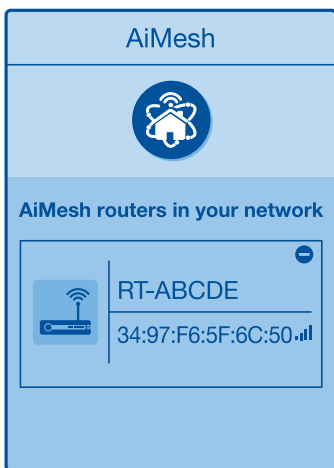 AiMesh
AiMesh routers in your network
RT-ABCDE
34:97:F6:5F:6C:50